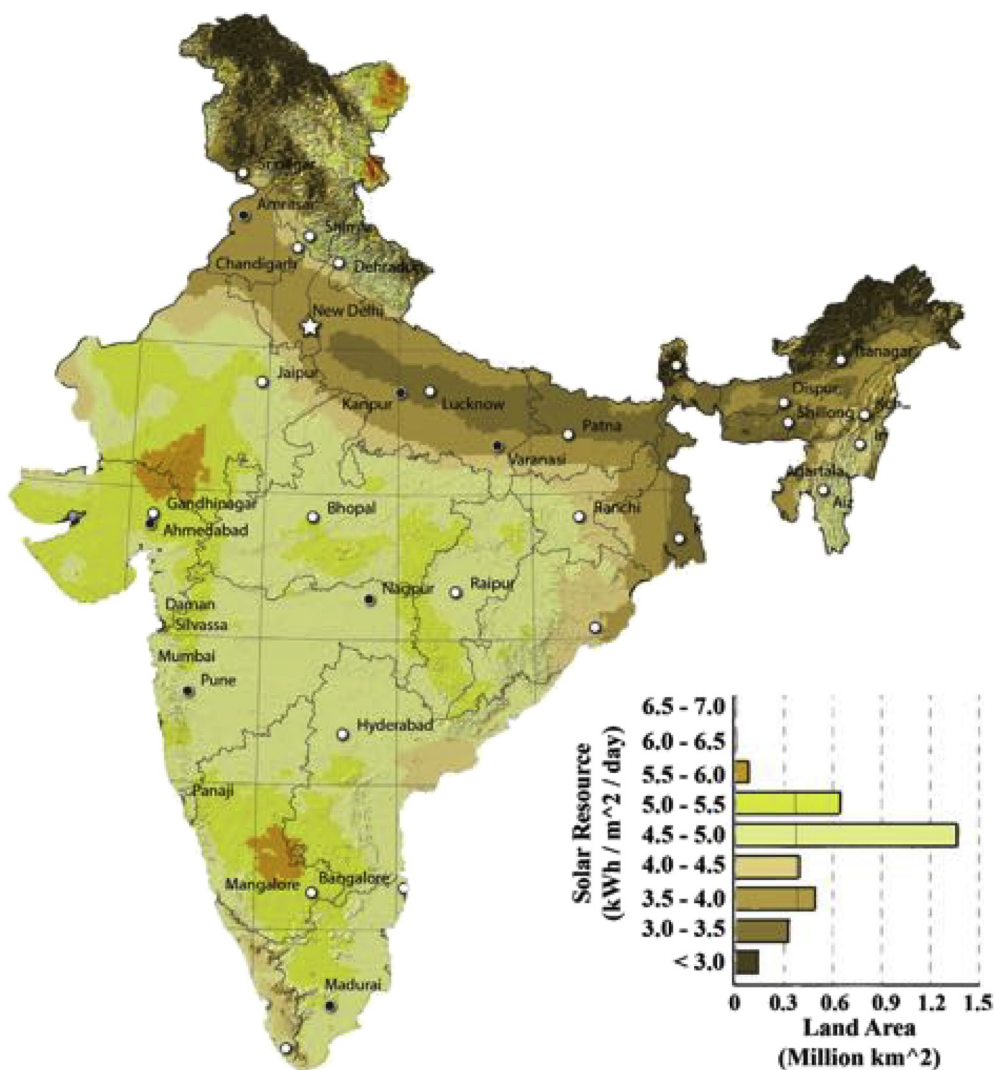 Srinagar
Amritsar
Shimla
Chandigarh
Dehradun
New Delhi
Jaipur
Itanagar
Dispur
Kanpur
Lucknow
Shillong
Koh
Patna
Varanasi
Agartala
Aiz
Gandhinagar
Bhopal
Ranchi
Ahmedabad
K
Nagpur
Raipur
Daman
Silvassa
Mumbai
Pune
Hyderabad
Panaji
Mangalore
Bangalore
Madurai
Solar Resource
(kWh / m^2 / day)
6.5 - 7.0
6.0 - 6.5
5.5 - 6.0
5.0 - 5.5
4.5 - 5.0
4.0 - 4.5
3.5 - 4.0
3.0 - 3.5
< 3.0
0 0.3 0.6 0.9 1.2 1.5
Land Area
(Million km^2)